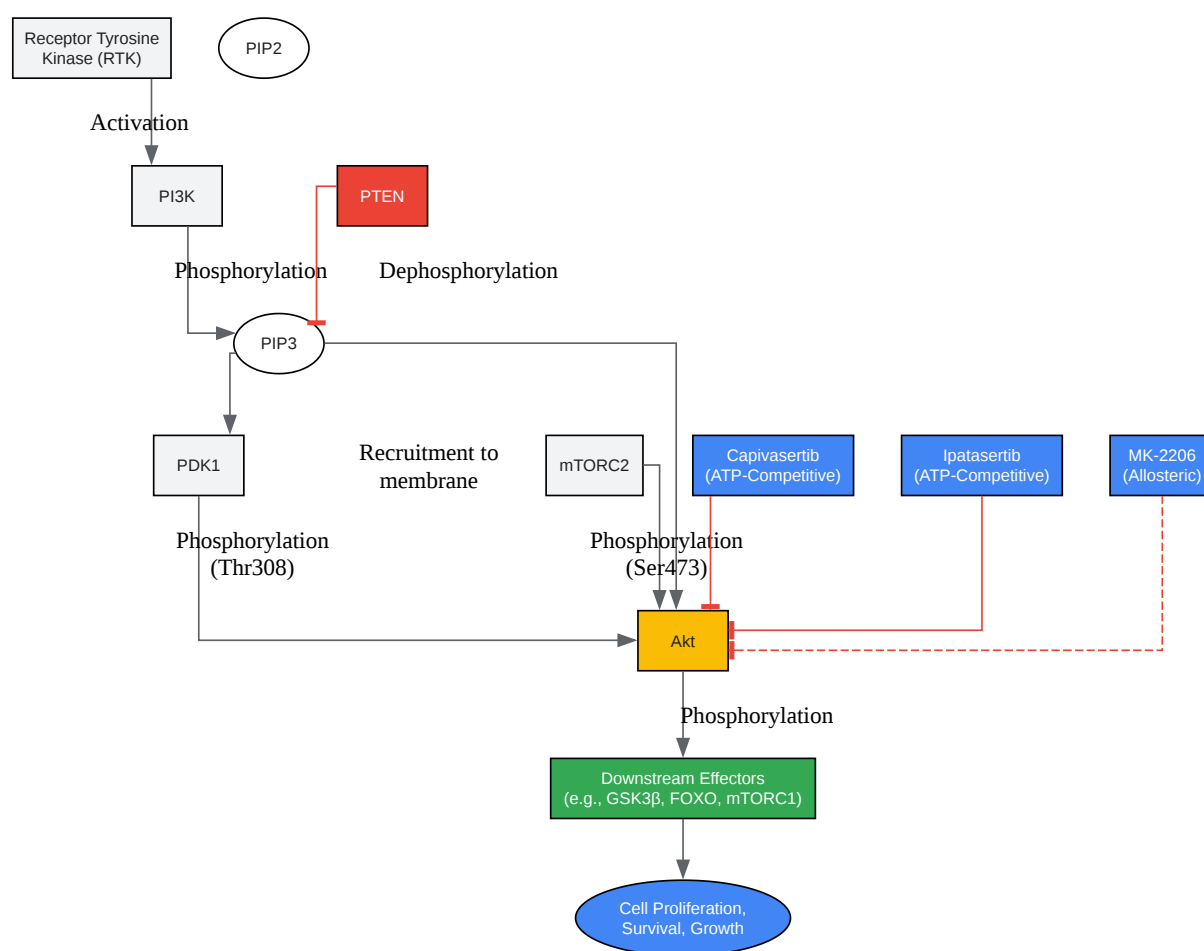 Receptor Tyrosine
Kinase (RTK)
PIP2
Activation
PI3K
PTEN
Phosphorylation
Dephosphorylation
PIP3
PDK1
Recruitment to
membrane
mTORC2
Capivasertib
(ATP-Competitive)
Ipatasertib
(ATP-Competitive)
MK-2206
(Allosteric)
Phosphorylation
(Thr308)
Phosphorylation
(Ser473)
Akt
Phosphorylation
Downstream Effectors
(e.g., GSK3β, FOXO, mTORC1)
Cell Proliferation,
Survival, Growth